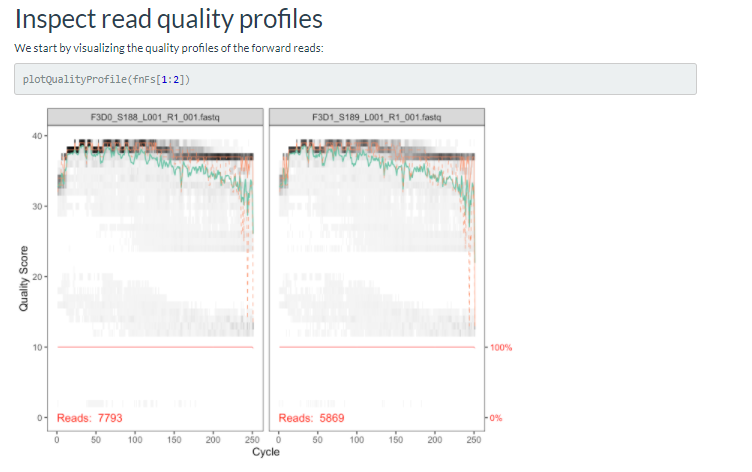 Inspect read quality profiles
We start by visualizing the quality profiles of the forward reads:
plotQualityProfile(fnFs[1:2])
F3D0_S188_L001_R1_001.fastq
F3D1_S189_L001_R1_001.fastq
40
30
20
10
0
Quality Score
100%
0%
Reads: 7793
Reads: 5869
0 50 100 150 200 250
0 50 100 150 200 250
Cycle